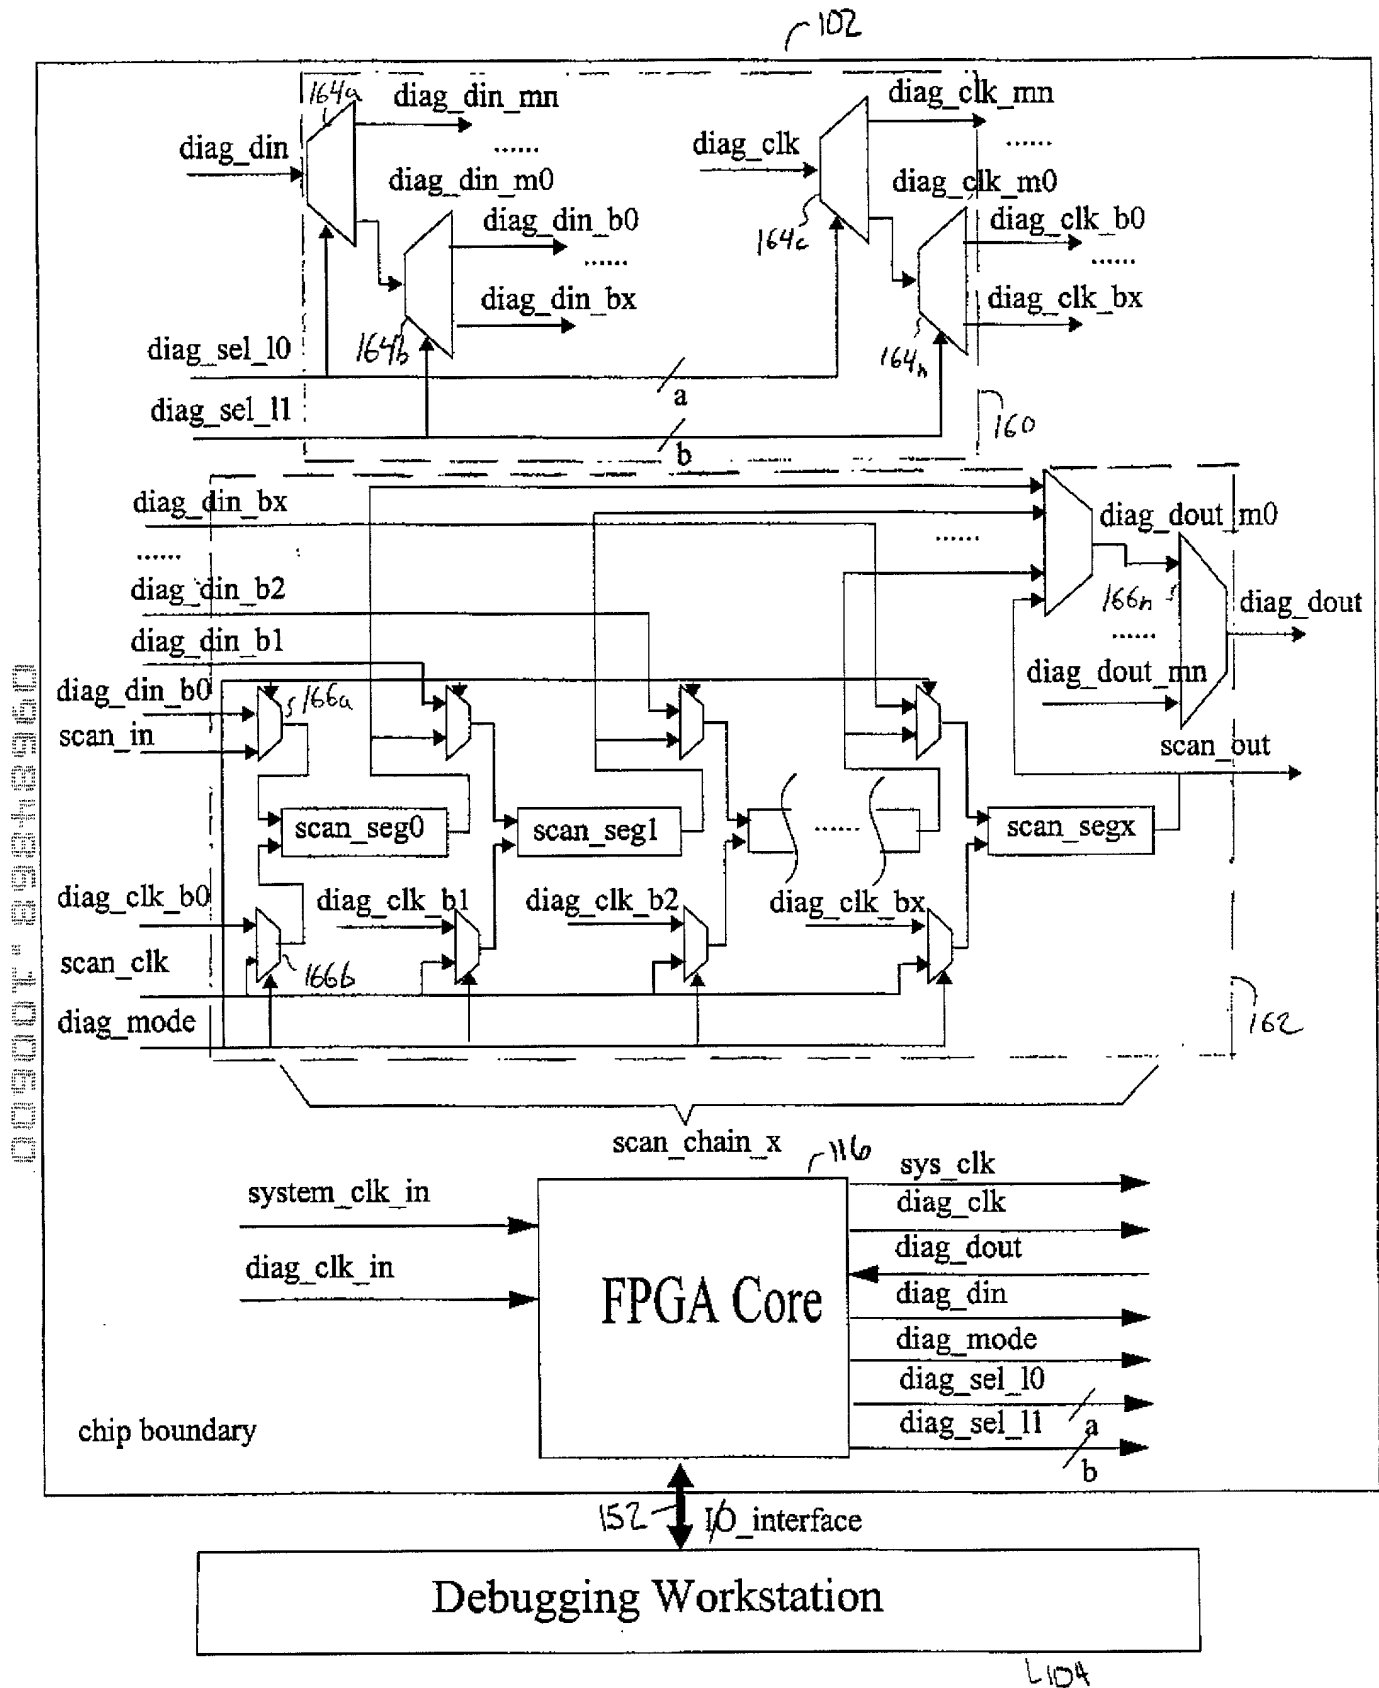 102
164a
diag_din_mn
diag_clk_mn
diag_din
......
diag_clk
......
diag_din_m0
diag_clk_m0
diag_din_b0
diag_clk_b0
164c
......
......
diag_din_bx
diag_clk_bx
diag_sel_l0
164b
164n
a
diag_sel_l1
160
b
diag_din_bx
diag_dout_m0
......
......
diag_din_b2
166n
diag_dout
diag_din_b1
......
diag_dout_mn
diag_din_b0
166a
scan_in
scan_out
scan_seg0
scan_seg1
......
scan_segx
diag_clk_b0
diag_clk_b1
diag_clk_b2
diag_clk_bx
scan_clk
166b
diag_mode
162
scan_chain_x
116
sys_clk
system_clk_in
diag_clk
diag_dout
diag_clk_in
diag_din
FPGA Core
diag_mode
diag_sel_l0
a
diag_sel_l1
chip boundary
b
152
I/O_interface
Debugging Workstation
104